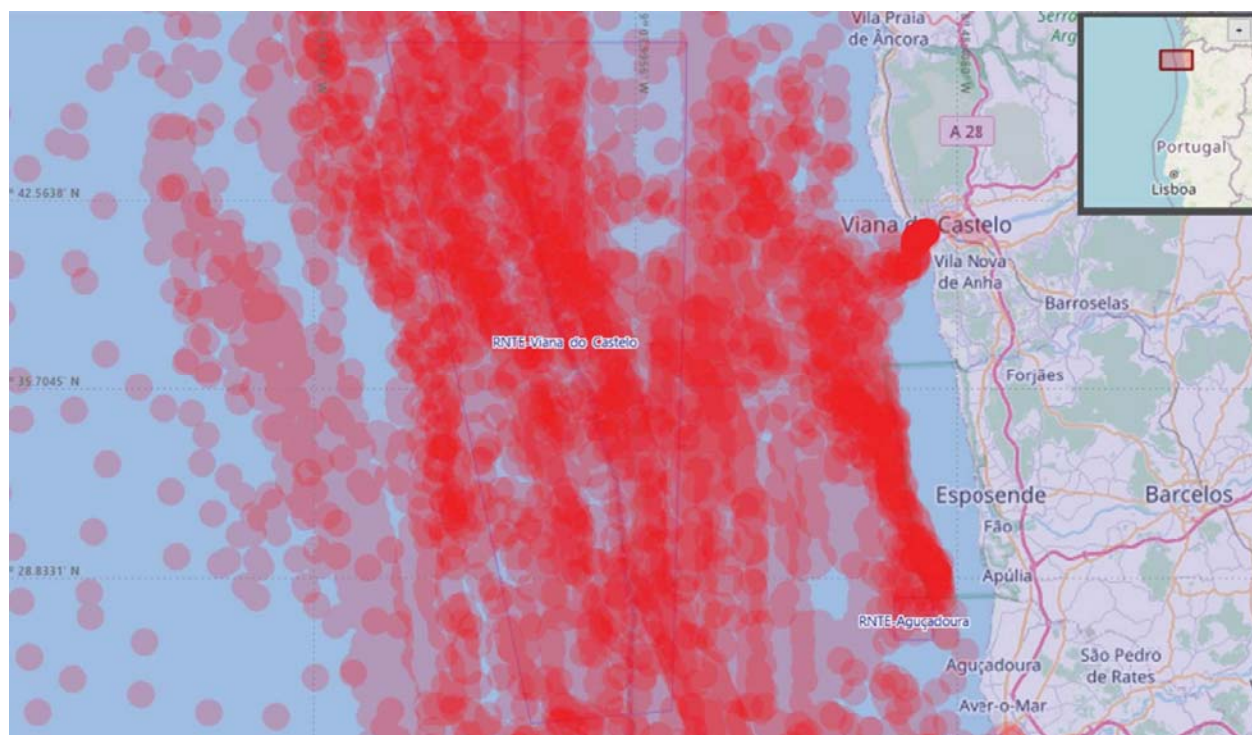 Vila Praia
de Âncora
A 28
Portugal
Lisboa
° 42.5638' N
Viana do Castelo
Vila Nova
de Anha
Barroselas
RNTE-Viana do Castelo
° 35.7045' N
Forjães
Esposende
Barcelos
Fão
° 28.8331' N
Apúlia
RNTE-Aguçadoura
Aguçadoura
São Pedro
de Rates
Aver-o-Mar